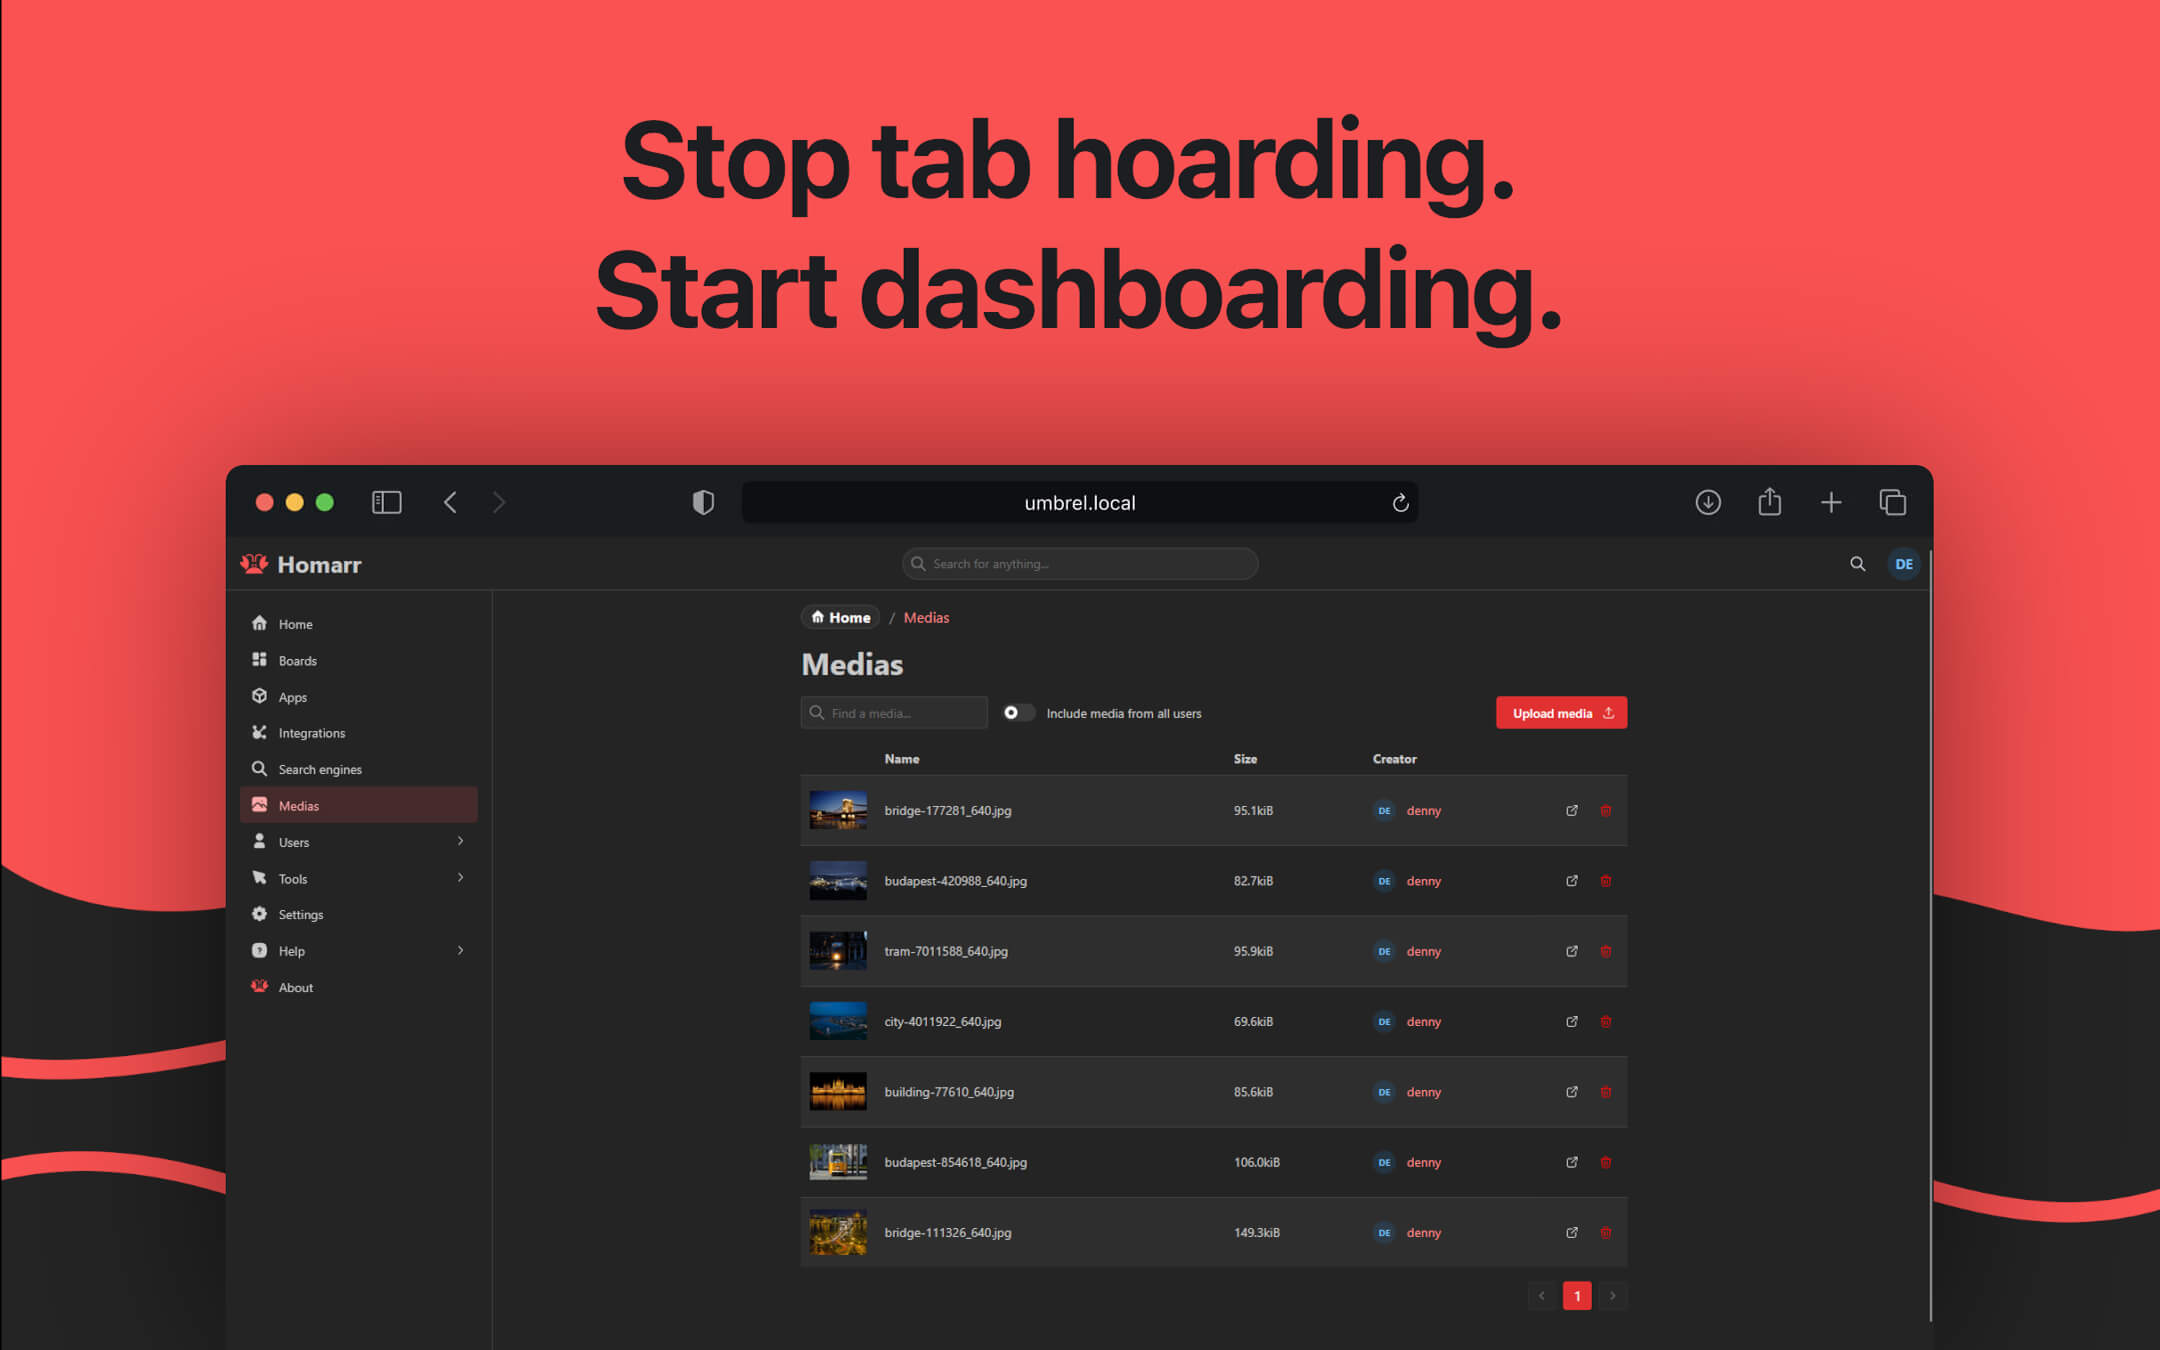 Stop tab hoarding.
Start dashboarding.
umbrel.local
Homarr
Search for anything...
DE
Home
Boards
Apps
Integrations
Search engines
Medias
Users
Tools
Settings
Help
About
Home / Medias
Medias
Find a media...
Include media from all users
Upload media
Name Size Creator
bridge-177281_640.jpg 95.1kiB DE denny
budapest-420988_640.jpg 82.7kiB DE denny
tram-7011588_640.jpg 95.9kiB DE denny
city-4011922_640.jpg 69.6kiB DE denny
building-77610_640.jpg 85.6kiB DE denny
budapest-854618_640.jpg 106.0kiB DE denny
bridge-111326_640.jpg 149.3kiB DE denny
1